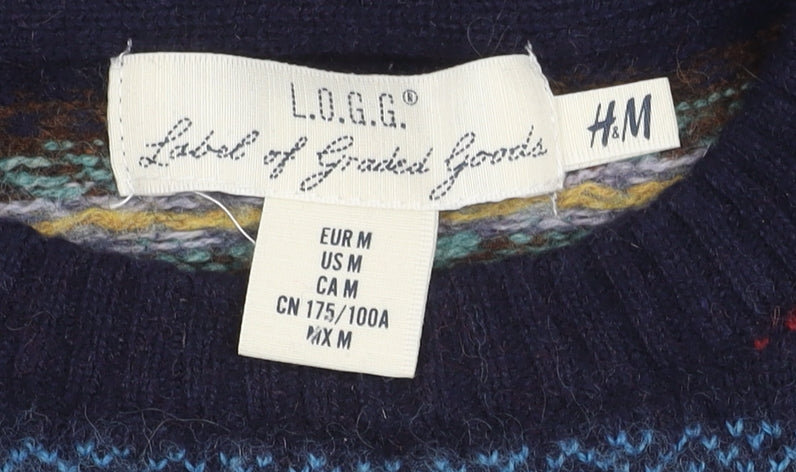 L.O.G.G.®
Label of Graded Goods
H&M
EUR M
US M
CA M
CN 175/100A
MX M